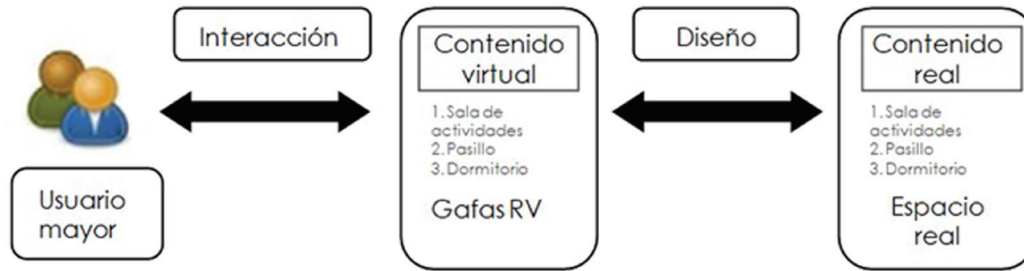 Interacción
Usuario
mayor
Contenido
virtual
1. Sala de
actividades
2. Pasillo
3. Dormitorio
Gafas RV
Diseño
Contenido
real
1. Sala de
actividades
2. Pasillo
3. Dormitorio
Espacio
real